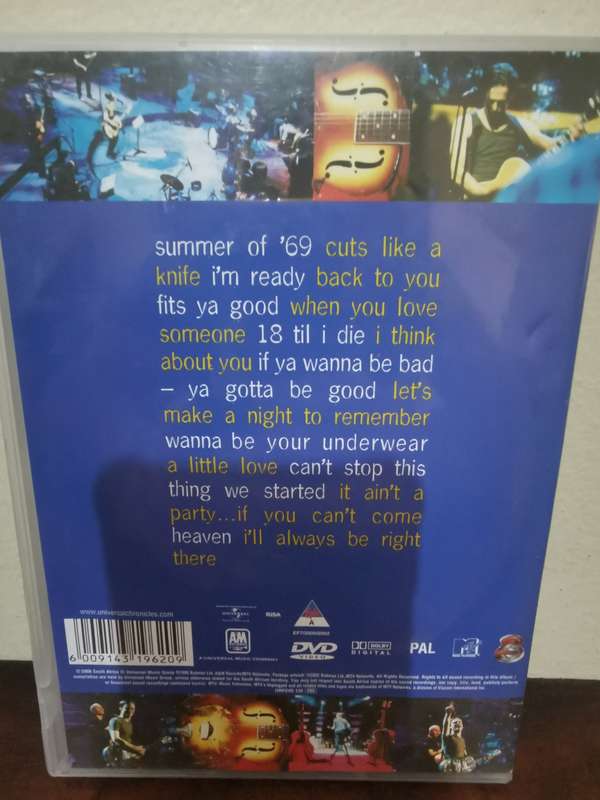 summer of '69 cuts like a
knife i'm ready back to you
fits ya good when you love
someone 18 til i die i think
about you if ya wanna be bad
– ya gotta be good let's
make a night to remember
wanna be your underwear
a little love can't stop this
thing we started it ain't a
party...if you can't come
heaven i'll always be right
there
www.universalchronicles.com
6 009143 196209
UNIVERSAL
RISA
A
A&M
A UNIVERSAL MUSIC COMPANY
DVD
VIDEO
DOLBY
DIGITAL
PAL
MTV